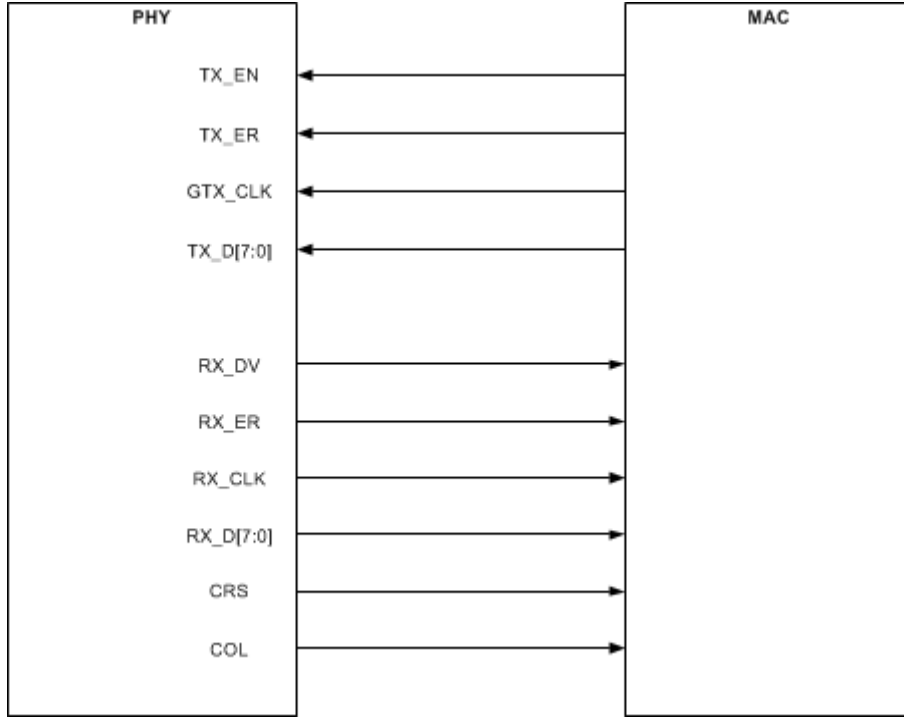 PHY
MAC
TX_EN
TX_ER
GTX_CLK
TX_D[7:0]
RX_DV
RX_ER
RX_CLK
RX_D[7:0]
CRS
COL